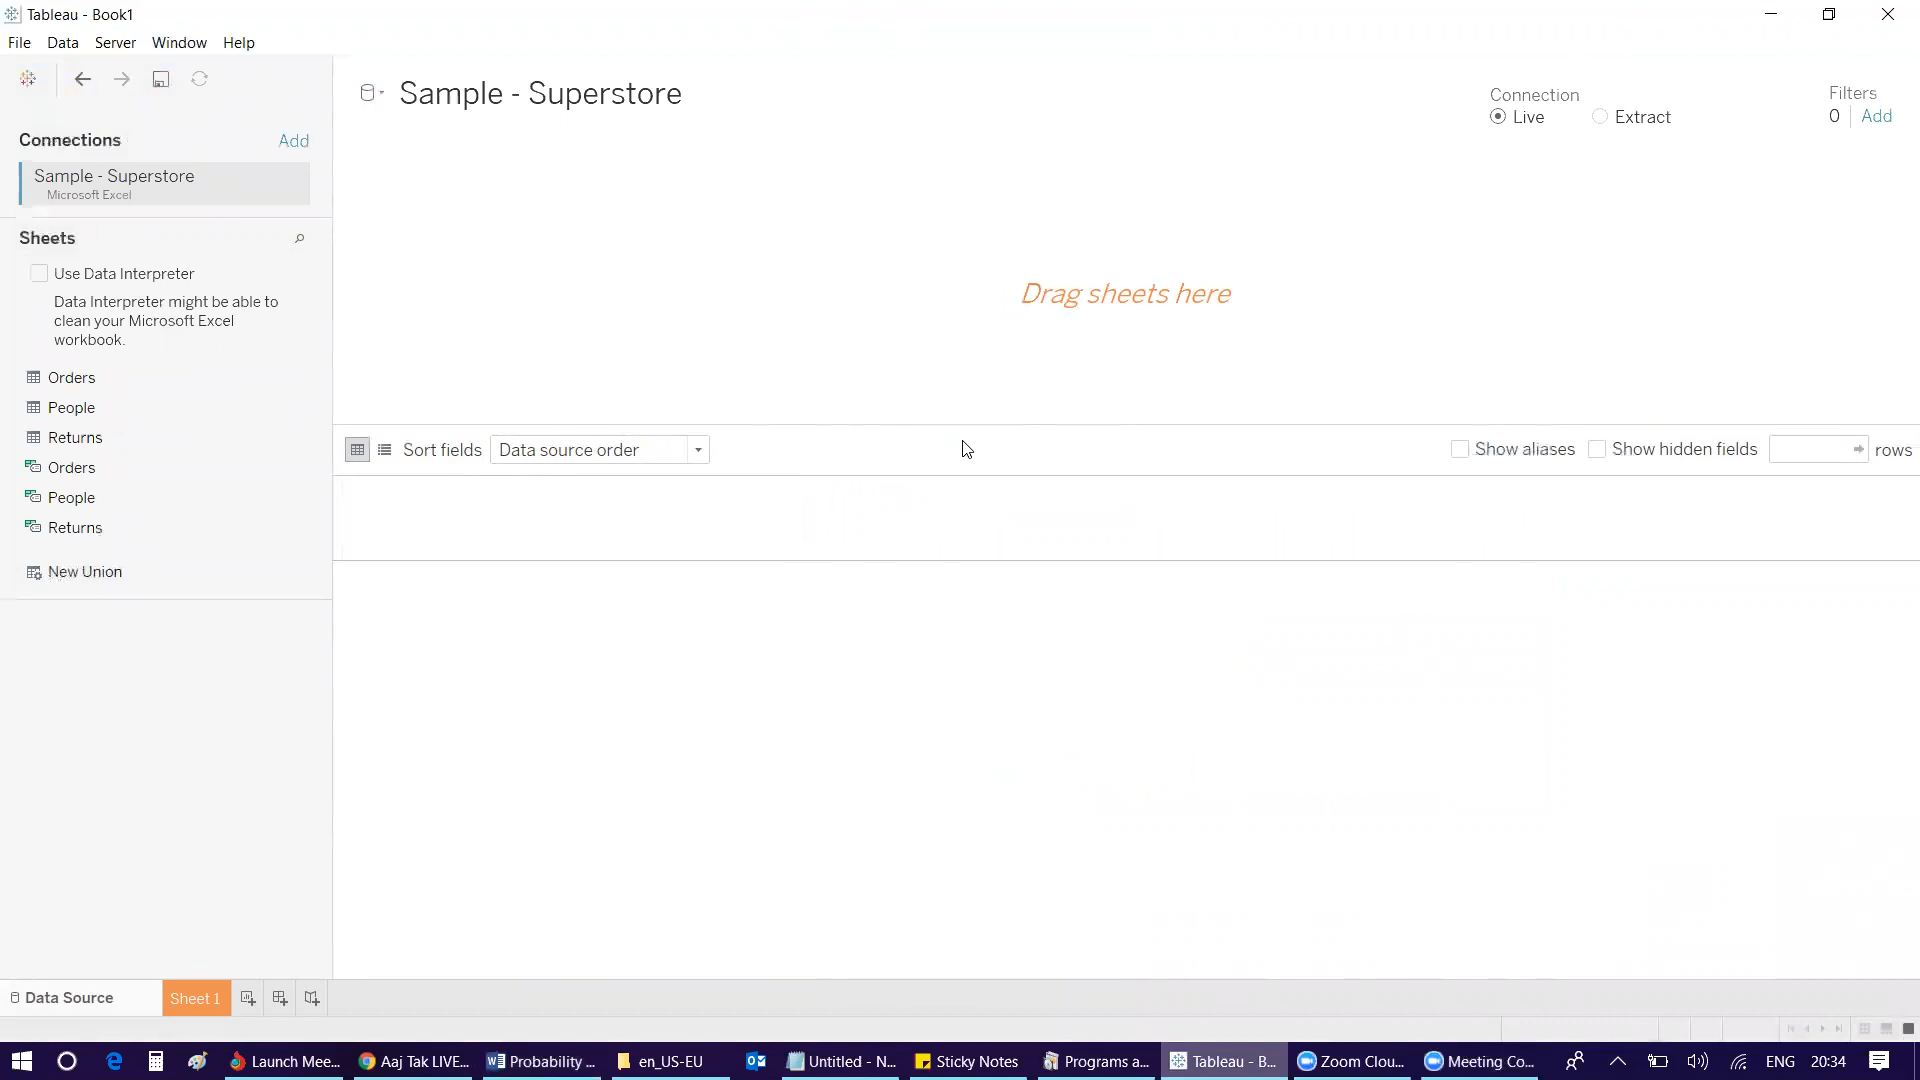 Tableau - Book1
File Data Server Window Help
Connections Add
Sample - Superstore
Microsoft Excel
Sheets
Use Data Interpreter
Data Interpreter might be able to
clean your Microsoft Excel
workbook.
Orders
People
Returns
Orders
People
Returns
New Union
Sample - Superstore
Connection
Live Extract
Filters
0 Add
Drag sheets here
Sort fields Data source order
Show aliases Show hidden fields rows
Data Source Sheet 1
Launch Mee... Aaj Tak LIVE... Probability ... en_US-EU Untitled - N... Sticky Notes Programs a... Tableau - B... Zoom Clou... Meeting Co... ENG 20:34